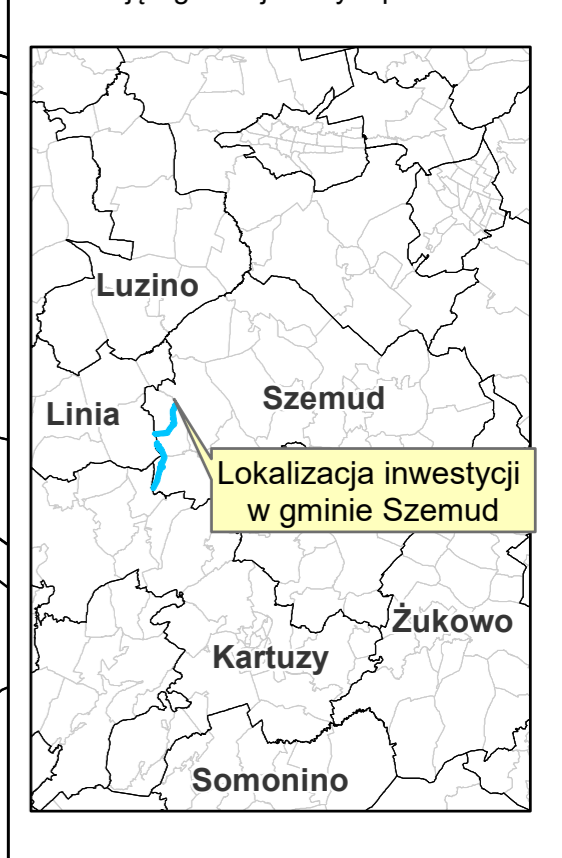 Luzino
Linia
Szemud
Lokalizacja inwestycji
w gminie Szemud
Żukowo
Kartuzy
Somonino